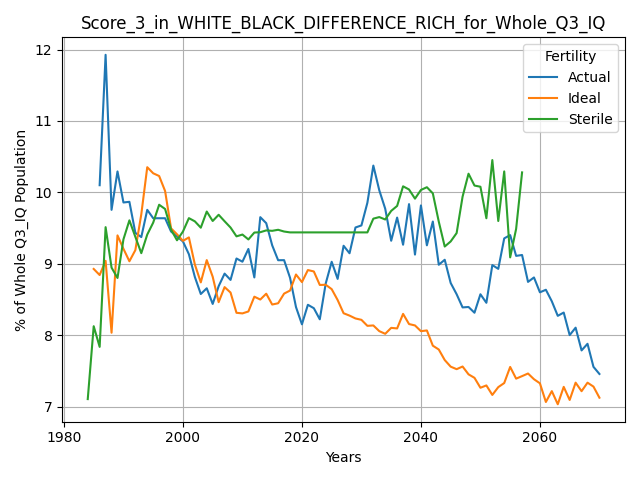 Score_3_in_WHITE_BLACK_DIFFERENCE_RICH_for_Whole_Q3_IQ
Fertility
Actual
Ideal
Sterile
% of Whole Q3_IQ Population
12
11
10
9
8
7
1980
2000
2020
2040
2060
Years